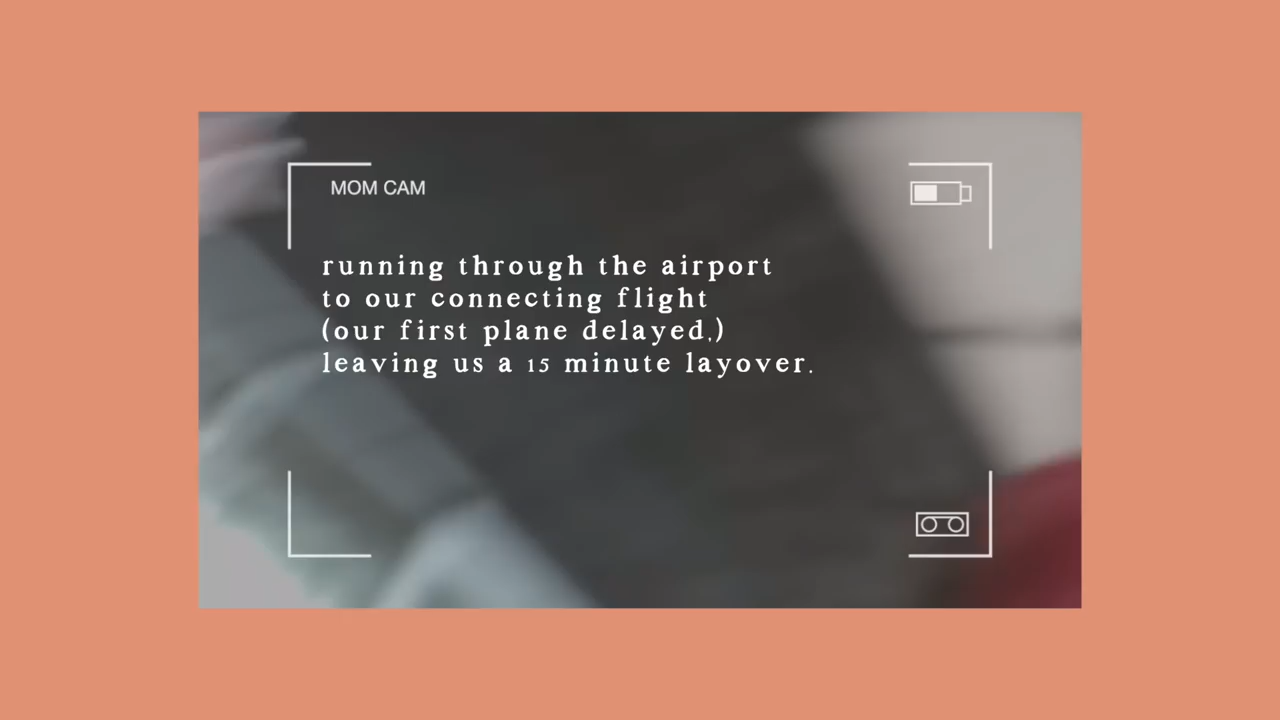 MOM CAM
running through the airport
to our connecting flight
(our first plane delayed,)
leaving us a 15 minute layover.